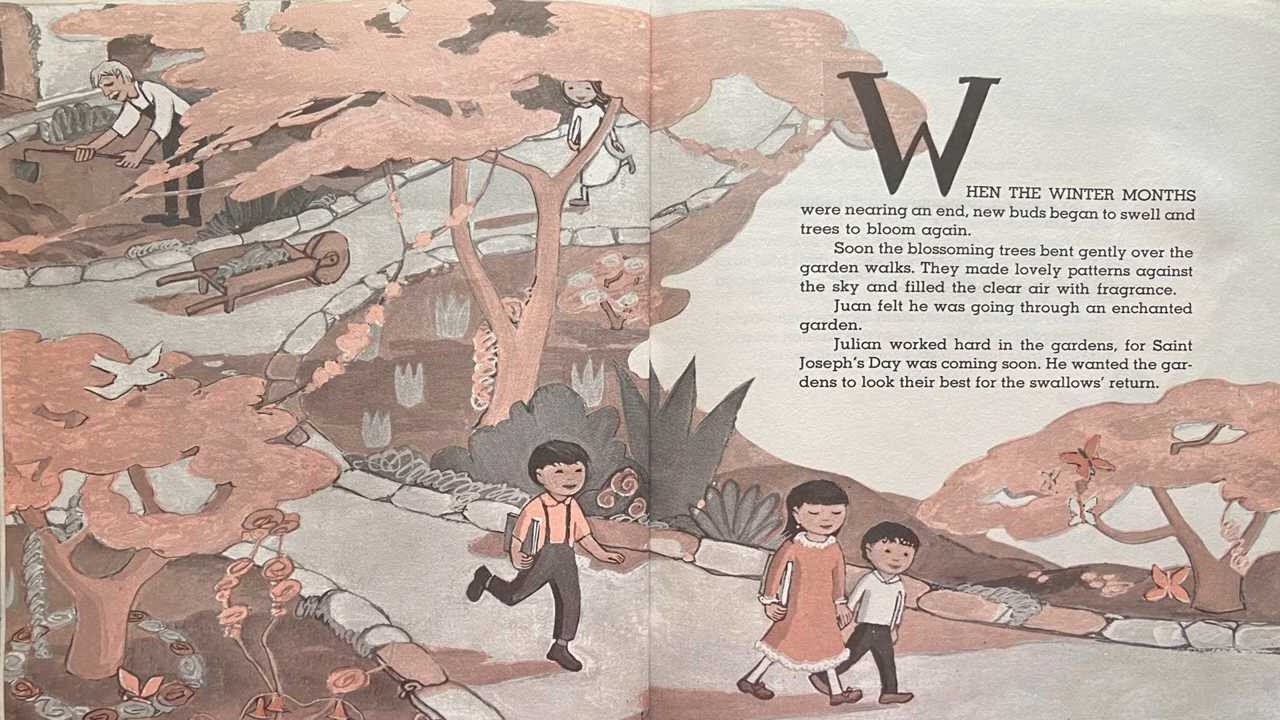 WHEN THE WINTER MONTHS
were nearing an end, new buds began to swell and
trees to bloom again.
Soon the blossoming trees bent gently over the
garden walks. They made lovely patterns against
the sky and filled the clear air with fragrance.
Juan felt he was going through an enchanted
garden.
Julian worked hard in the gardens, for Saint
Joseph's Day was coming soon. He wanted the gar-
dens to look their best for the swallows' return.